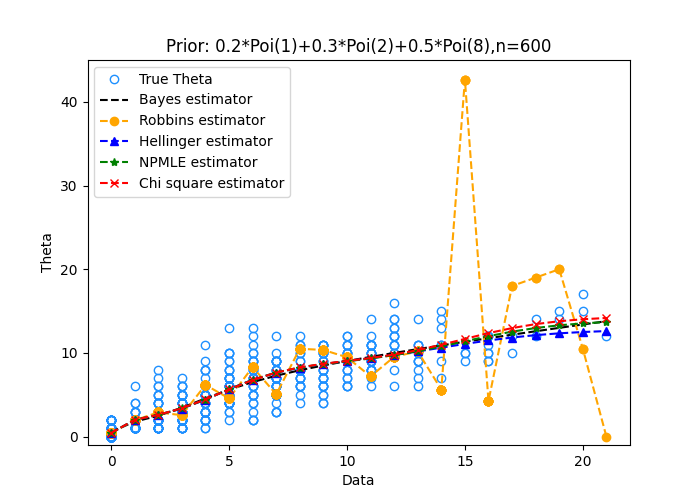 Prior: 0.2*Poi(1)+0.3*Poi(2)+0.5*Poi(8),n=600
True Theta
Bayes estimator
Robbins estimator
Hellinger estimator
NPMLE estimator
Chi square estimator
Theta
40
30
20
10
0
0
5
10
15
20
Data